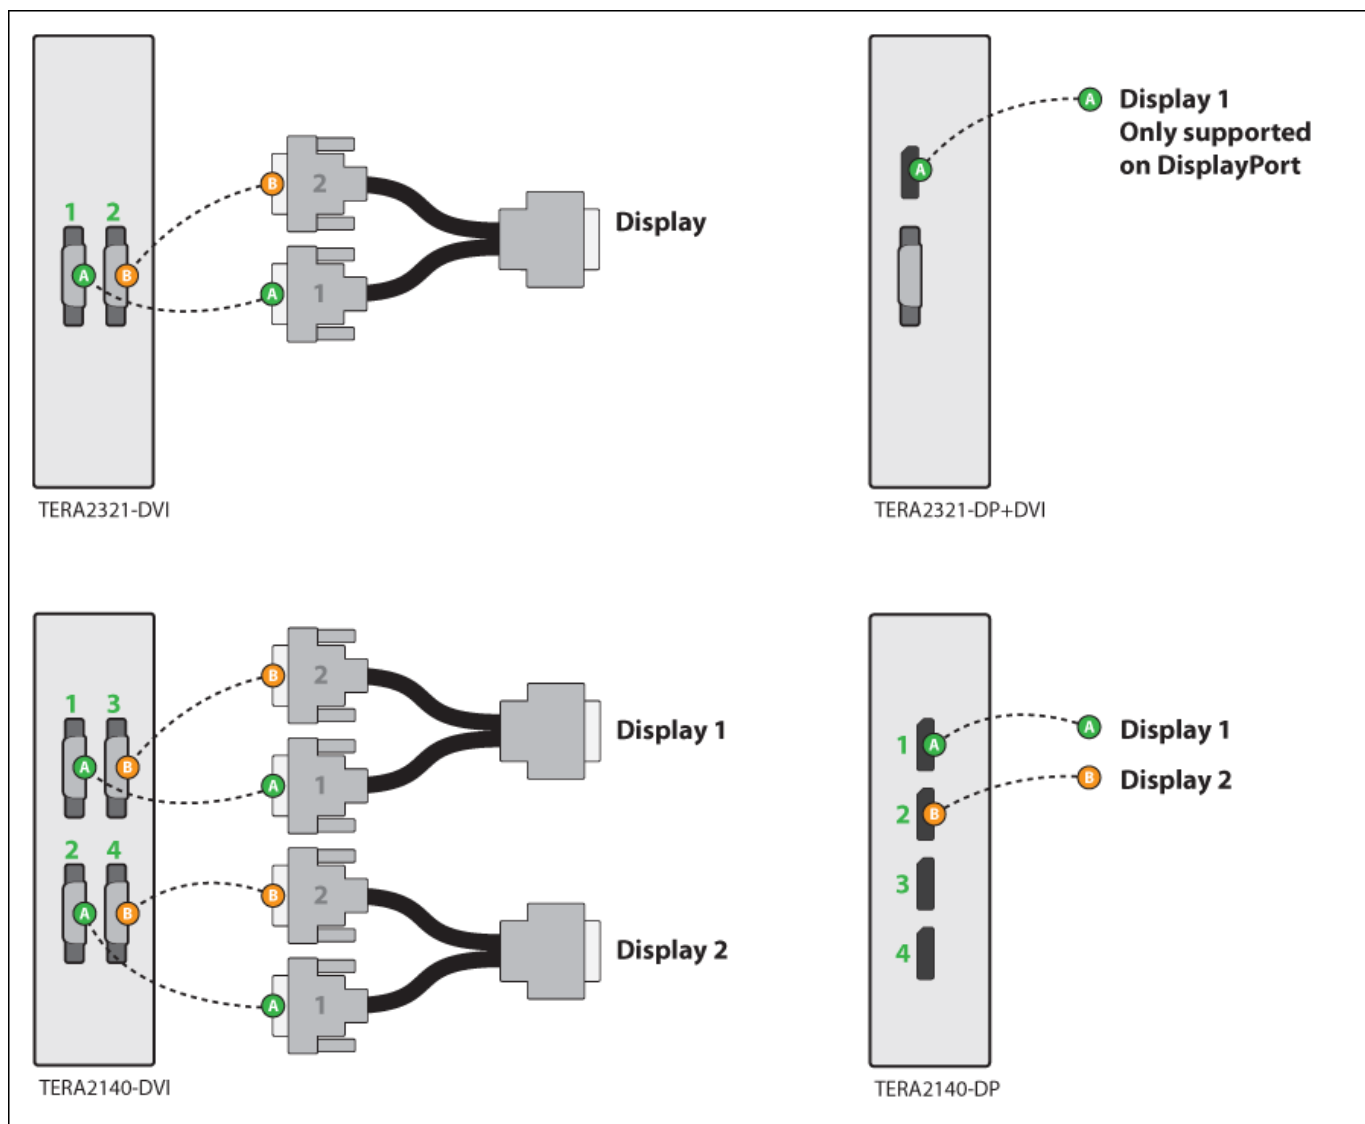 1 2
A B
B 2
A 1
Display
TERA2321-DVI
A Display 1
Only supported
on DisplayPort
A
TERA2321-DP+DVI
1 3
A B
2 4
A B
B 2
A 1
Display 1
B 2
A 1
Display 2
TERA2140-DVI
1 A
A Display 1
2 B
B Display 2
3
4
TERA2140-DP